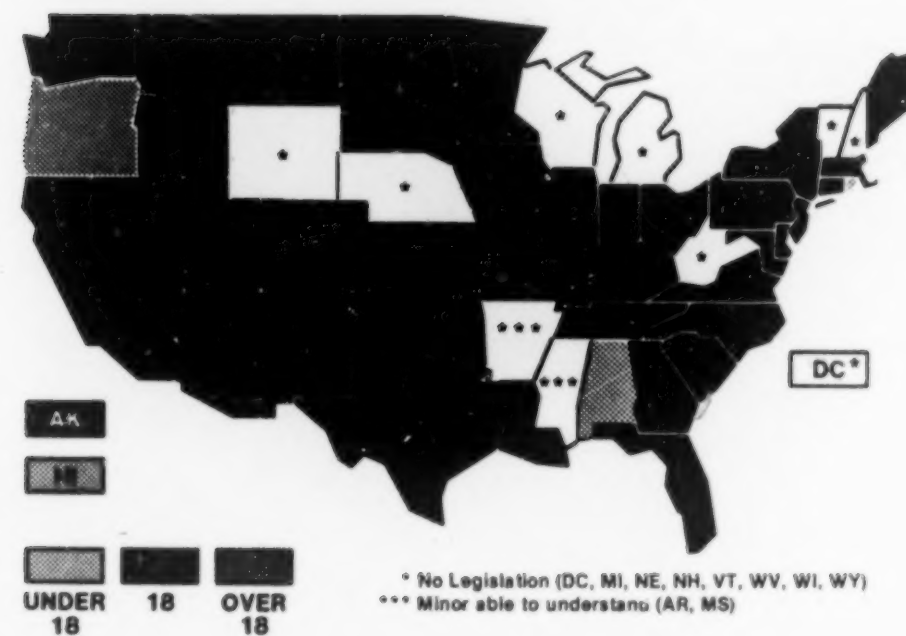 DC *
AK
UNDER 18
18
OVER 18
* No Legislation (DC, MI, NE, NH, VT, WV, WI, WY)
*** Minor able to understand (AR, MS)